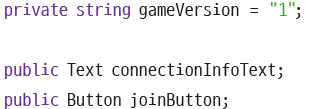 private string gameVersion = "1";
public Text connectionInfoText;
public Button joinButton;